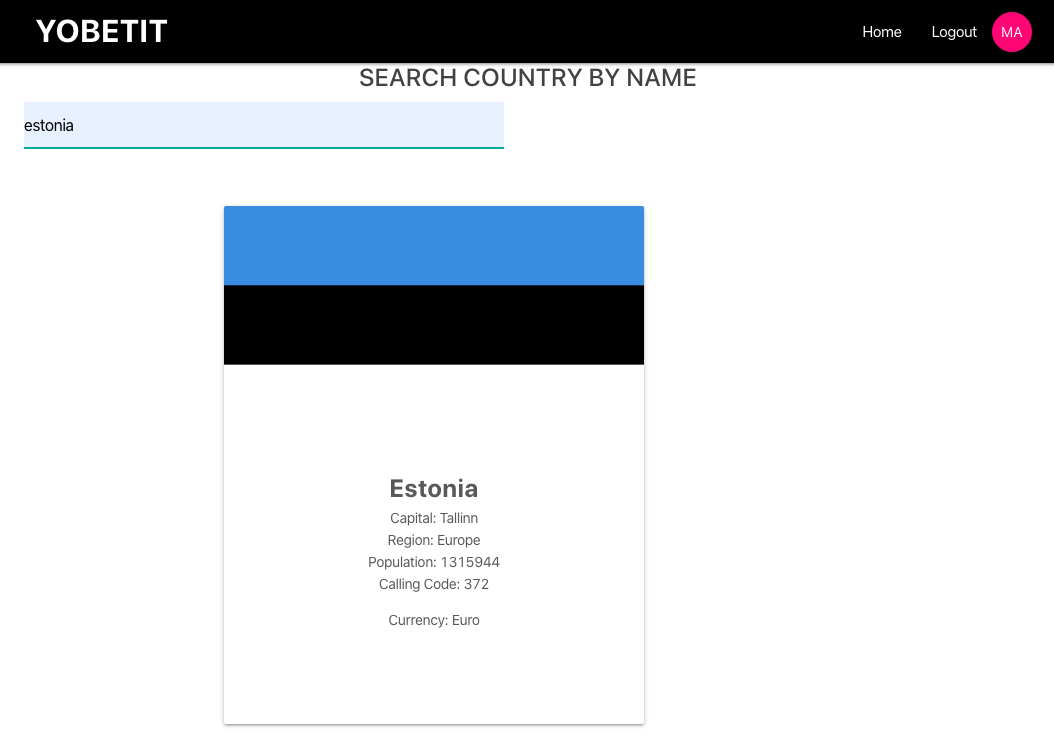 YOBETIT
Home Logout MA
SEARCH COUNTRY BY NAME
estonia
Estonia
Capital: Tallinn
Region: Europe
Population: 1315944
Calling Code: 372
Currency: Euro